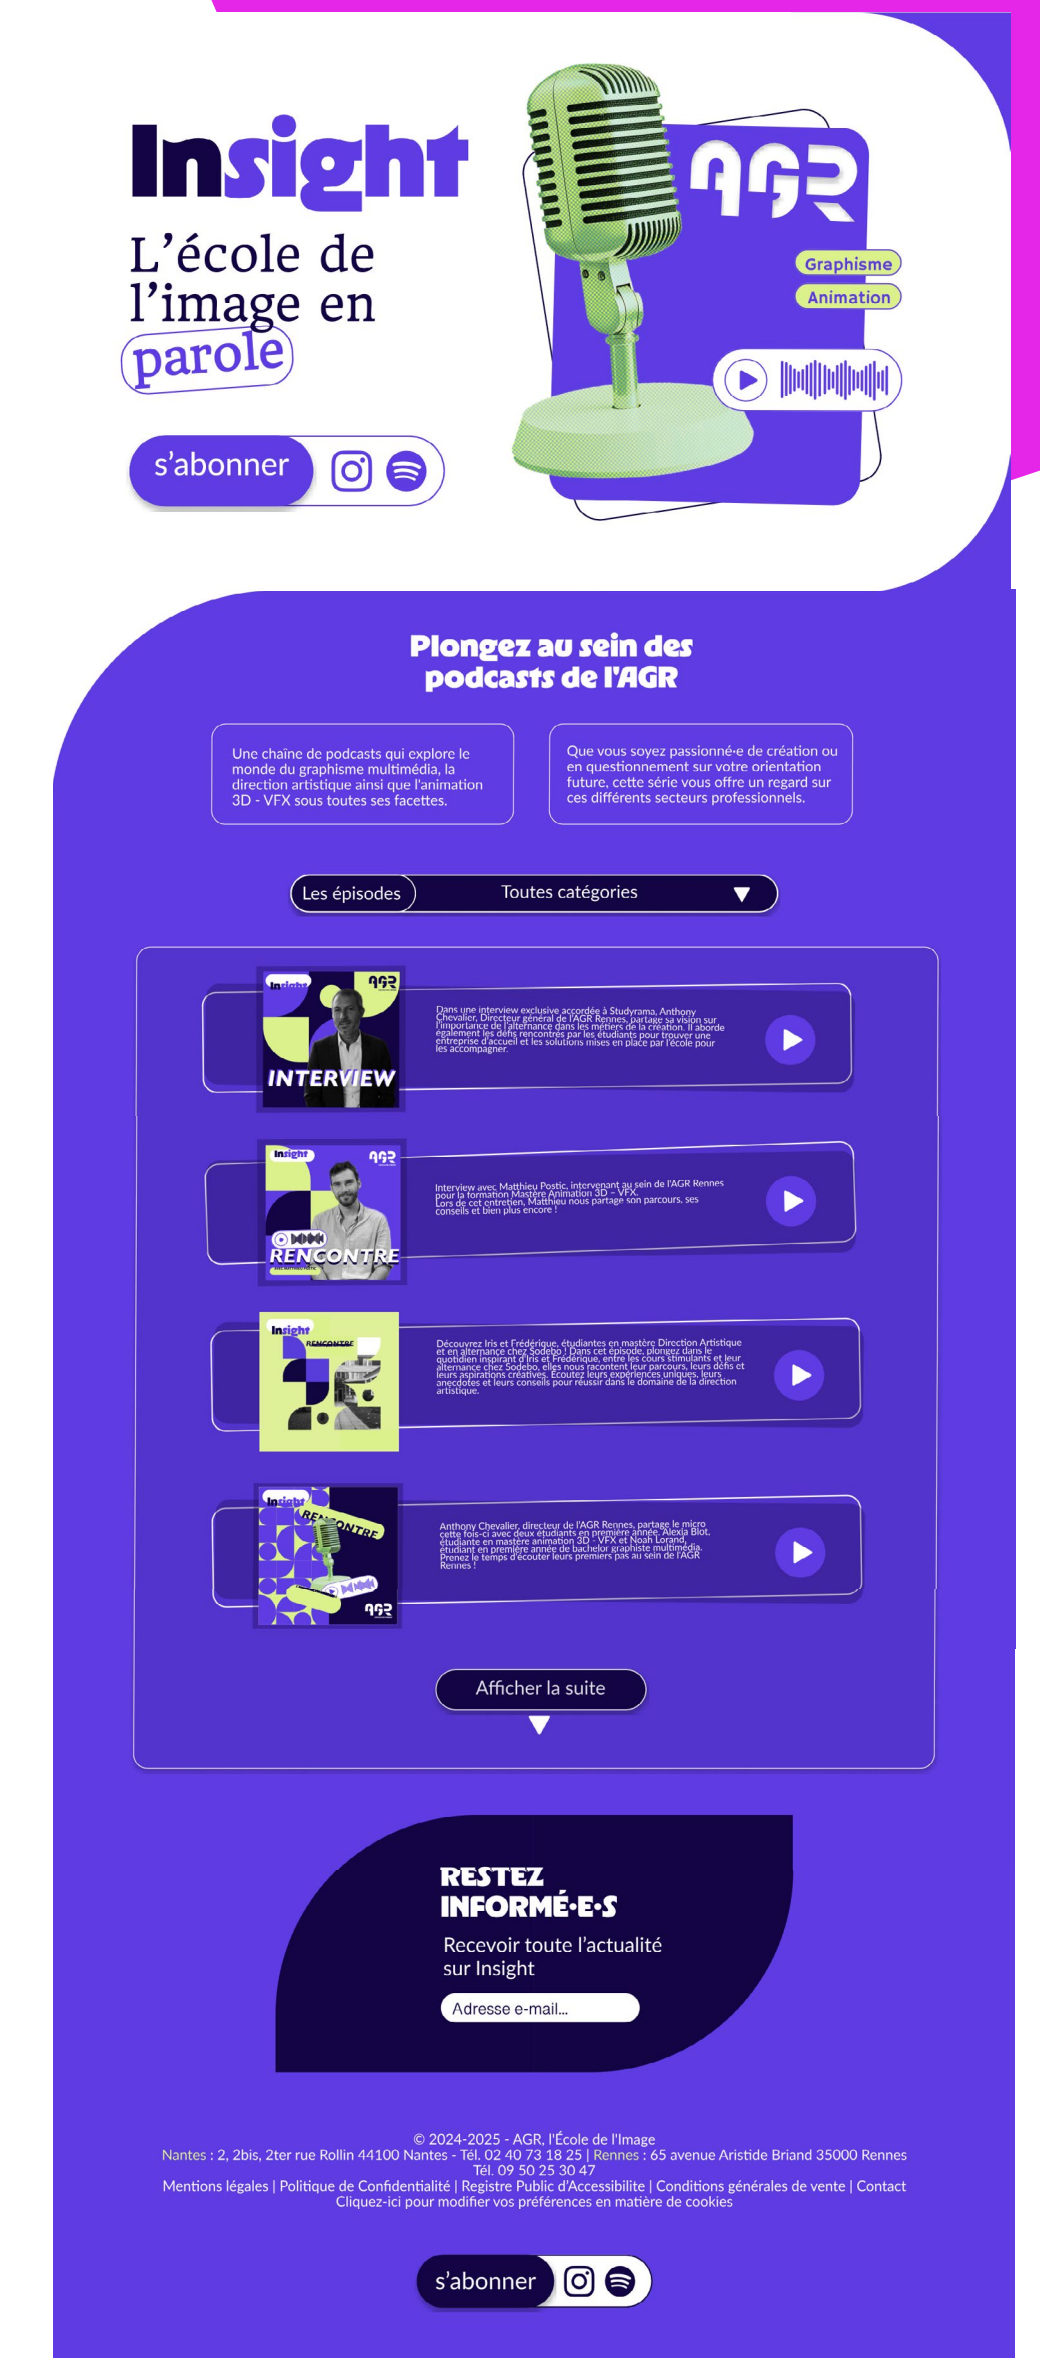 Insight
L’école de
l’image en
parole
s’abonner
AGR
Graphisme
Animation
Plongez au sein des
podcasts de l'AGR
Une chaîne de podcasts qui explore le
monde du graphisme multimédia, la
direction artistique ainsi que l'animation
3D - VFX sous toutes ses facettes.
Que vous soyez passionné·e de création ou
en questionnement sur votre orientation
future, cette série vous offre un regard sur
ces différents secteurs professionnels.
Les épisodes
Toutes catégories
Insight
AGR
INTERVIEW
Dans une interview exclusive accordée à Studyrama, Anthony
Chevalier, Directeur général de l'AGR Rennes, partage sa vision sur
l'importance de l'alternance dans les métiers de la création. Il aborde
également les défis rencontrés par les étudiants pour trouver une
entreprise d'accueil et les solutions mises en place par l'école pour
les accompagner.
Insight
AGR
RENCONTRE
Interview avec Matthieu Postic, intervenant au sein de l'AGR Rennes
pour la formation Mastère Animation 3D – VFX.
Lors de cet entretien, Matthieu nous partage son parcours, ses
conseils et bien plus encore !
Insight
RENCONTRE
Découvrez Iris et Frédérique, étudiantes en mastère Direction Artistique
et en alternance chez Sodebo ! Dans cet épisode, plongez dans le
quotidien inspirant d'Iris et Frédérique, entre les cours stimulants et leur
alternance chez Sodebo, elles nous racontent leur parcours, leurs défis et
leurs aspirations créatives. Écoutez leurs expériences uniques, leurs
anecdotes et leurs conseils pour réussir dans le domaine de la direction
artistique.
Insight
RENCONTRE
AGR
Anthony Chevalier, directeur de l'AGR Rennes, partage le micro
cette fois-ci avec deux étudiants en première année. Alexia Blot,
étudiante en mastère animation 3D - VFX et Noah Lorand,
étudiant en première année de bachelor graphiste multimédia.
Prenez le temps d'écouter leurs premiers pas au sein de l'AGR
Rennes !
Afficher la suite
RESTEZ
INFORMÉ·E·S
Recevoir toute l’actualité
sur Insight
Adresse e-mail...
© 2024-2025 - AGR, l'École de l'Image
Nantes : 2, 2bis, 2ter rue Rollin 44100 Nantes - Tél. 02 40 73 18 25 | Rennes : 65 avenue Aristide Briand 35000 Rennes
Tél. 09 50 25 30 47
Mentions légales | Politique de Confidentialité | Registre Public d'Accessibilite | Conditions générales de vente | Contact
Cliquez-ici pour modifier vos préférences en matière de cookies
s’abonner